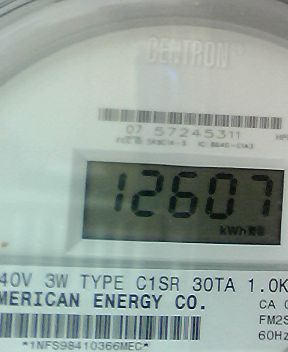 CENTRON®
07 57245311
12607
kWh
40V 3W TYPE C1SR 30TA 1.0K
MERICAN ENERGY CO.
CA
FM2S
60Hz
*1NFS98410366MEC*